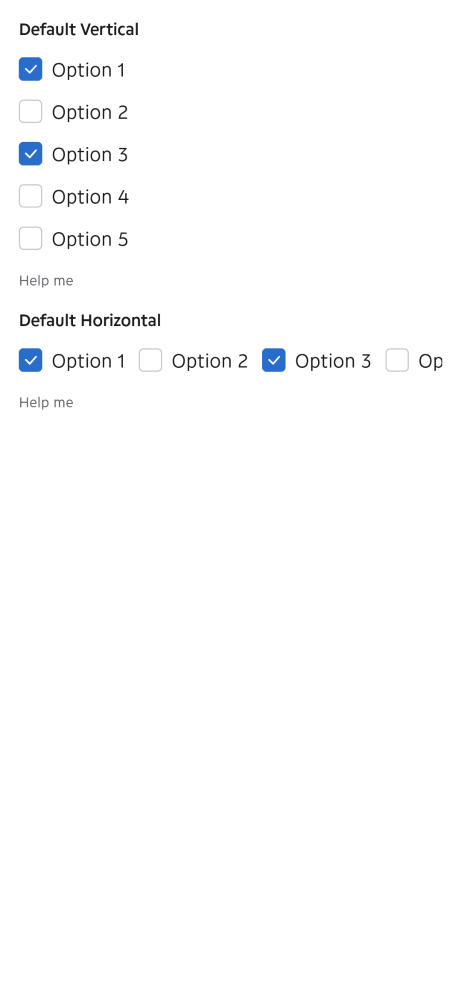 Default Vertical
Option 1
Option 2
Option 3
Option 4
Option 5
Help me
Default Horizontal
Option 1 Option 2 Option 3 Op
Help me